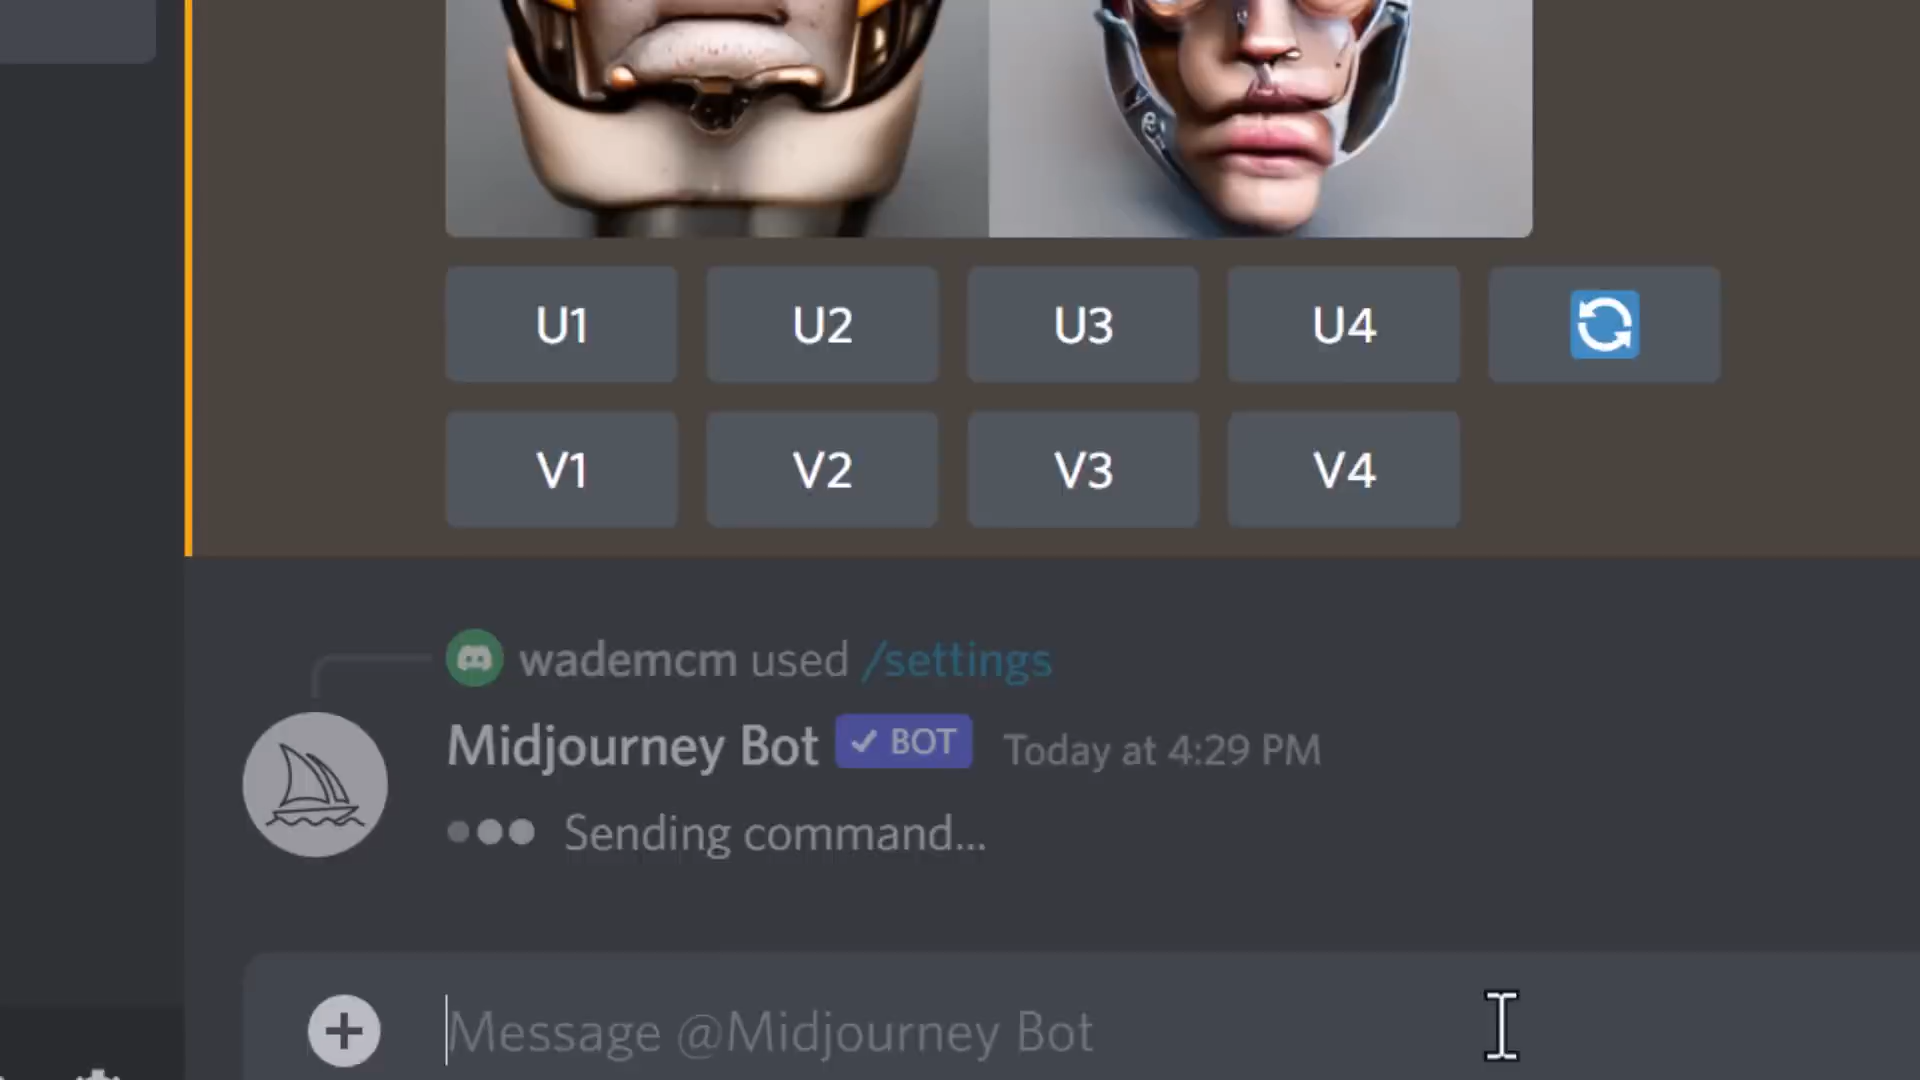 U1 U2 U3 U4
V1 V2 V3 V4
wademcm used /settings
Midjourney Bot ✓ BOT Today at 4:29 PM
Sending command...
Message @Midjourney Bot